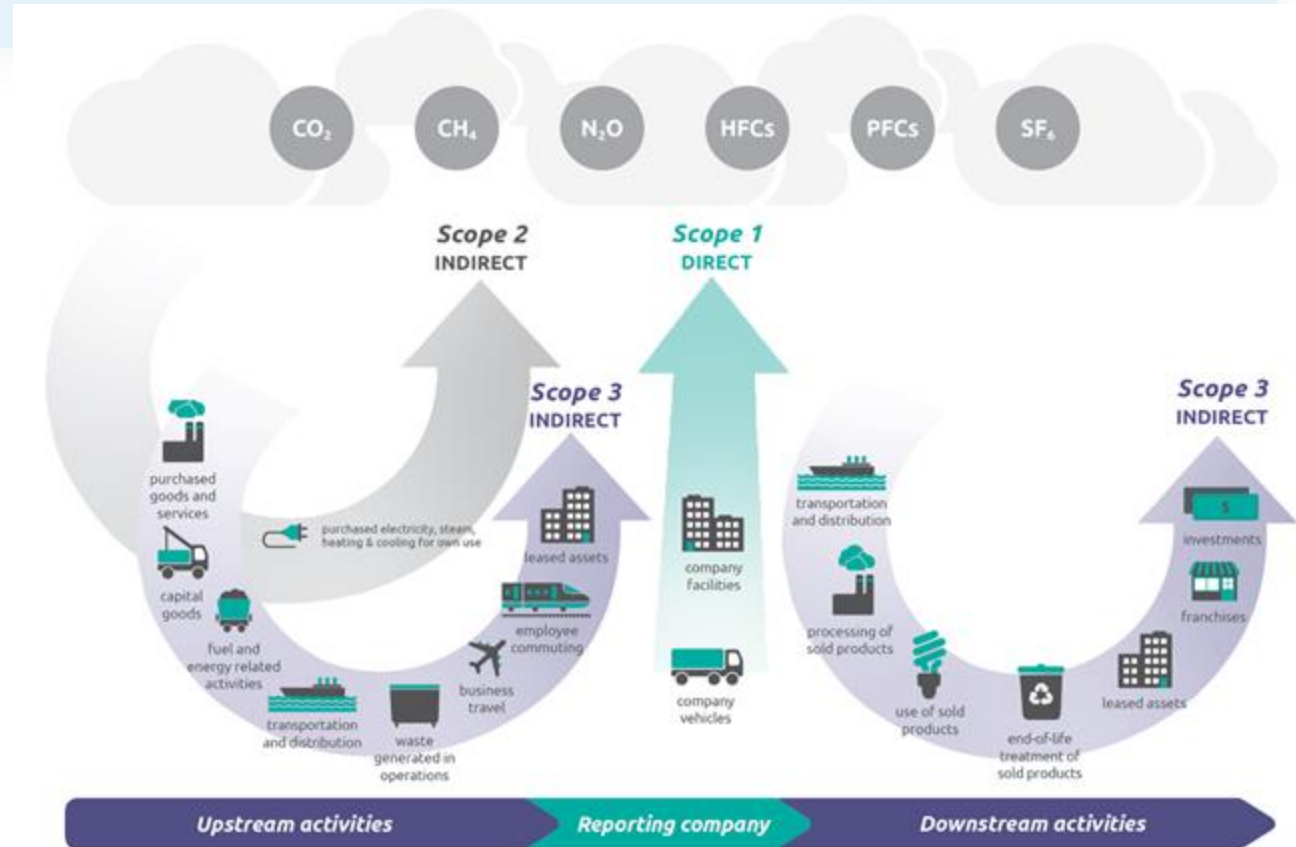 CO₂
CH₄
N₂O
HFCs
PFCs
SF₆
Scope 2
INDIRECT
Scope 1
DIRECT
Scope 3
INDIRECT
Scope 3
INDIRECT
purchased
goods and
services
capital
goods
fuel and
energy related
activities
transportation
and distribution
waste
generated in
operations
business
travel
employee
commuting
leased assets
purchased electricity, steam,
heating & cooling for own use
company
facilities
company
vehicles
transportation
and distribution
processing of
sold products
use of sold
products
end-of-life
treatment of
sold products
leased assets
franchises
$
investments
Upstream activities
Reporting company
Downstream activities